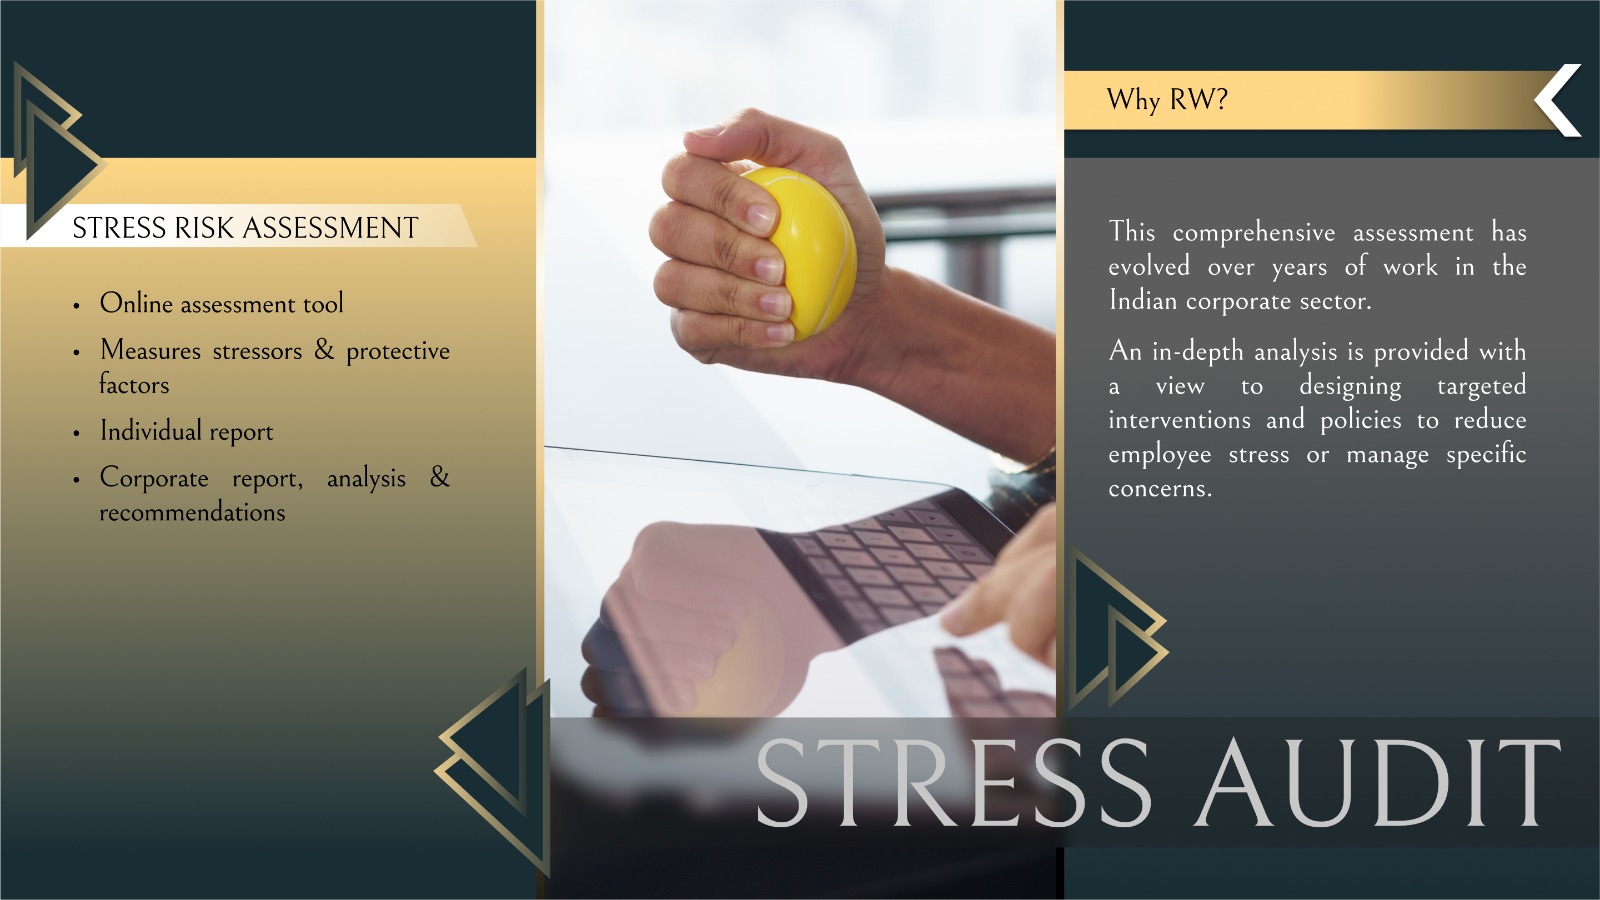 STRESS RISK ASSESSMENT
• Online assessment tool
• Measures stressors & protective
factors
• Individual report
• Corporate report, analysis &
recommendations
Why RW?
This comprehensive assessment has
evolved over years of work in the
Indian corporate sector.
An in-depth analysis is provided with
a view to designing targeted
interventions and policies to reduce
employee stress or manage specific
concerns.
STRESS AUDIT